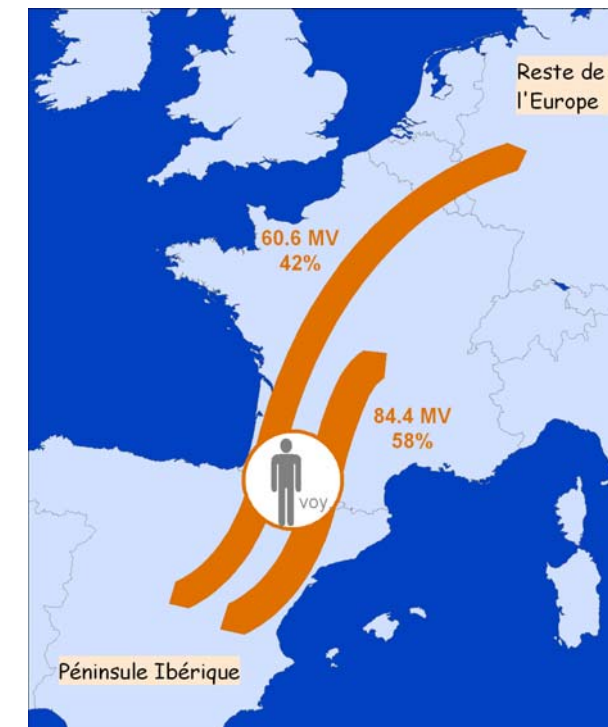 Reste de
l'Europe
60.6 MV
42%
84.4 MV
58%
voy.
Péninsule Ibérique